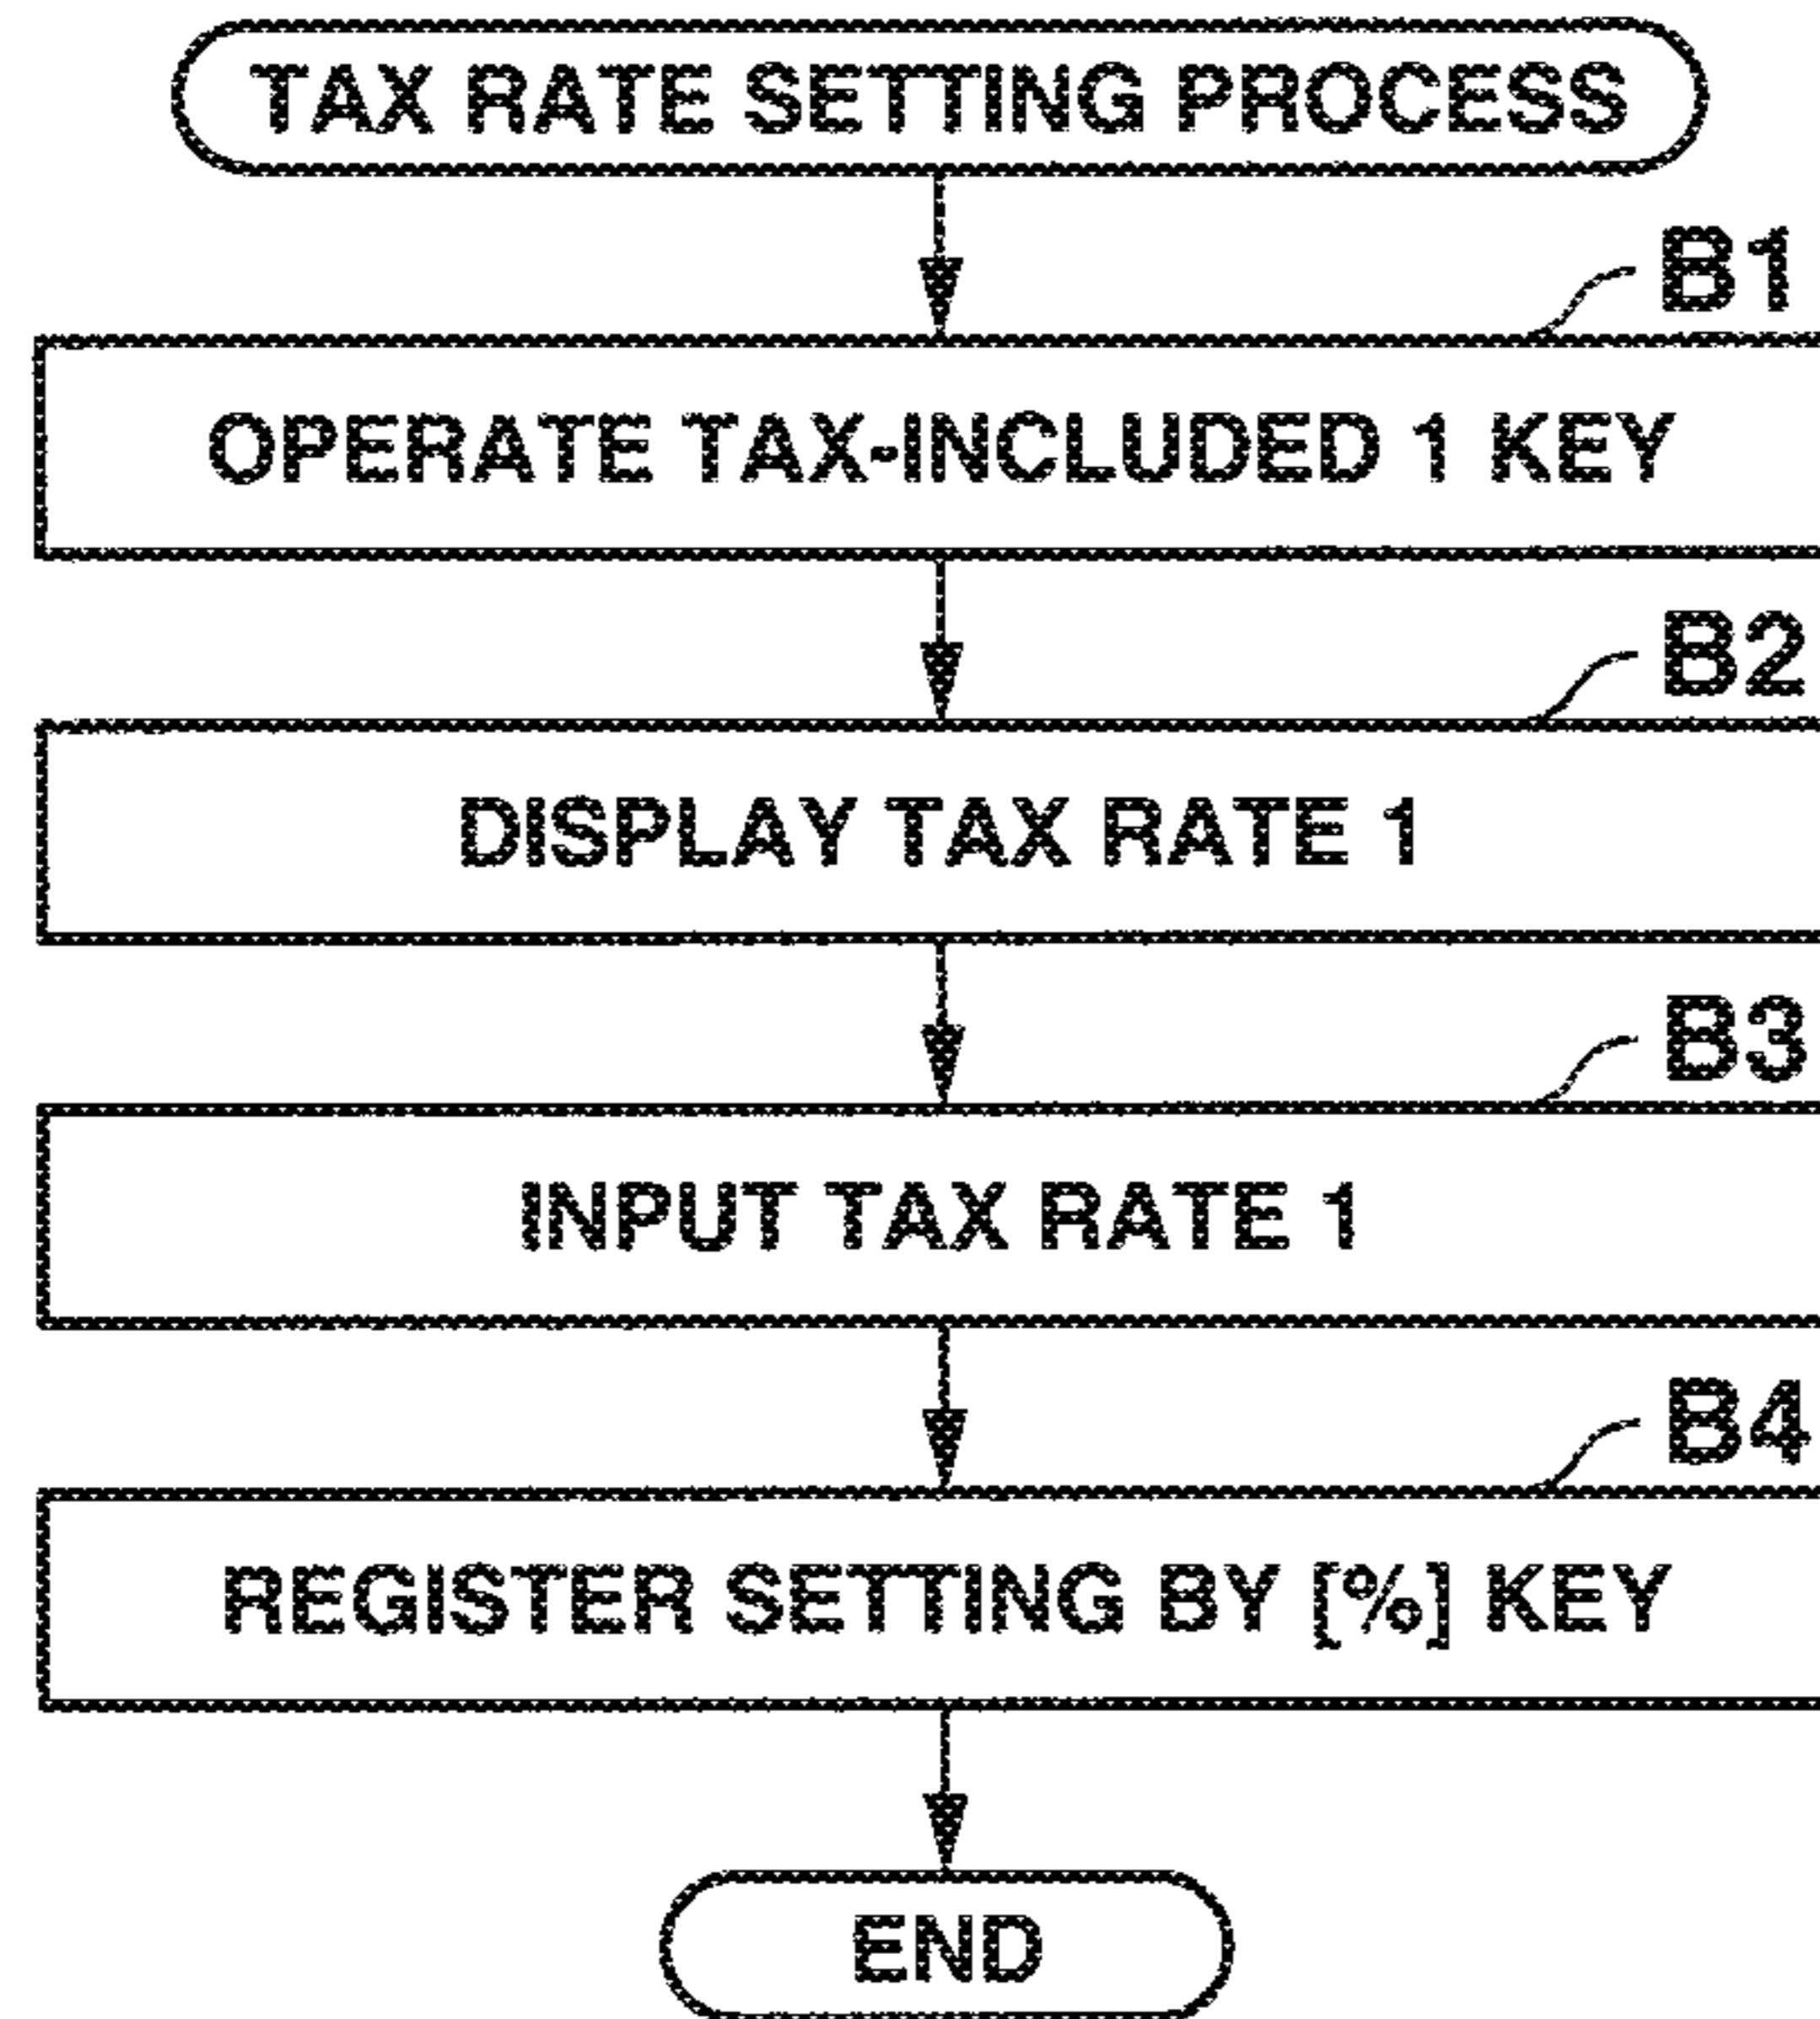 TAX RATE SETTING PROCESS
B1
OPERATE TAX-INCLUDED 1 KEY
B2
DISPLAY TAX RATE 1
B3
INPUT TAX RATE 1
B4
REGISTER SETTING BY [%] KEY
END